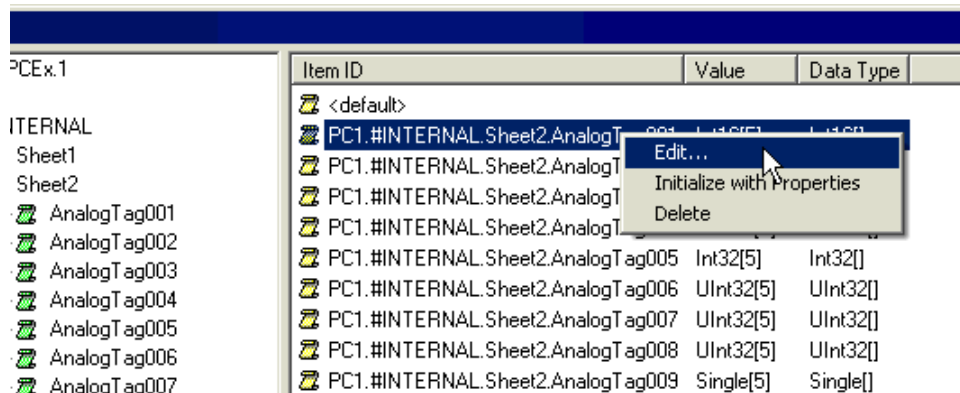 PCEx.1
NTERNAL
Sheet1
Sheet2
AnalogTag001
AnalogTag002
AnalogTag003
AnalogTag004
AnalogTag005
AnalogTag006
AnalogTag007
Item ID Value Data Type
<default>
PC1.#INTERNAL.Sheet2.AnalogTag001 Int16[5] Int16[]
PC1.#INTERNAL.Sheet2.AnalogT
PC1.#INTERNAL.Sheet2.AnalogT
PC1.#INTERNAL.Sheet2.AnalogT
PC1.#INTERNAL.Sheet2.AnalogTag005 Int32[5] Int32[]
PC1.#INTERNAL.Sheet2.AnalogTag006 UInt32[5] UInt32[]
PC1.#INTERNAL.Sheet2.AnalogTag007 UInt32[5] UInt32[]
PC1.#INTERNAL.Sheet2.AnalogTag008 UInt32[5] UInt32[]
PC1.#INTERNAL.Sheet2.AnalogTag009 Single[5] Single[]
Edit...
Initialize with Properties
Delete